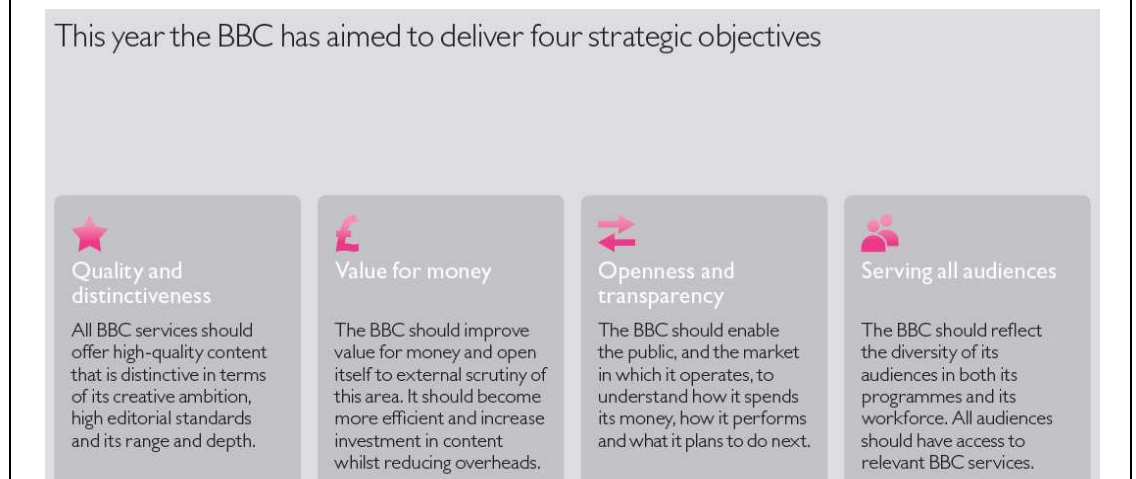 This year the BBC has aimed to deliver four strategic objectives
Quality and
distinctiveness
All BBC services should
offer high-quality content
that is distinctive in terms
of its creative ambition,
high editorial standards
and its range and depth.
£
Value for money
The BBC should improve
value for money and open
itself to external scrutiny of
this area. It should become
more efficient and increase
investment in content
whilst reducing overheads.
Openness and
transparency
The BBC should enable
the public, and the market
in which it operates, to
understand how it spends
its money, how it performs
and what it plans to do next.
Serving all audiences
The BBC should reflect
the diversity of its
audiences in both its
programmes and its
workforce. All audiences
should have access to
relevant BBC services.